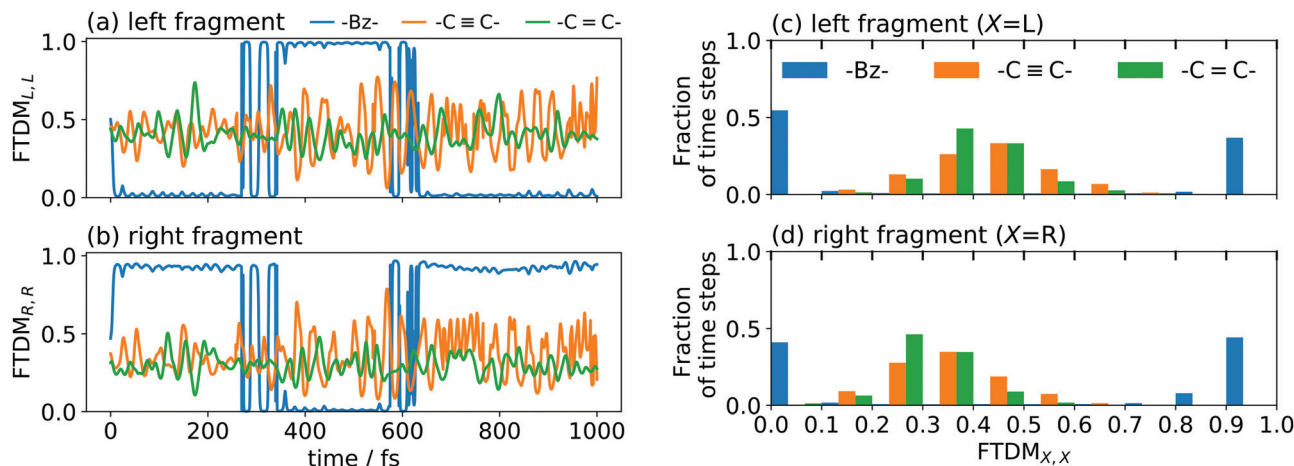 (a) left fragment -Bz- -C≡C- -C=C-
1.0
0.5
0.0
FTDM_{L,L}
(b) right fragment
1.0
0.5
0.0
FTDM_{R,R}
0 200 400 600 800 1000
time / fs
(c) left fragment (X=L)
1.0
0.5
0.0
Fraction
of time steps
-Bz- -C≡C- -C=C-
(d) right fragment (X=R)
1.0
0.5
0.0
Fraction
of time steps
0.0 0.1 0.2 0.3 0.4 0.5 0.6 0.7 0.8 0.9 1.0
FTDM_{X,X}